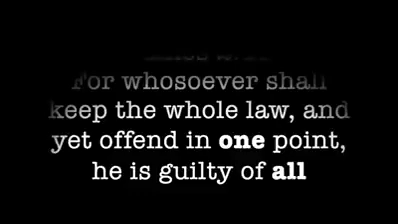 For whosoever shall
keep the whole law, and
yet offend in one point,
he is guilty of all